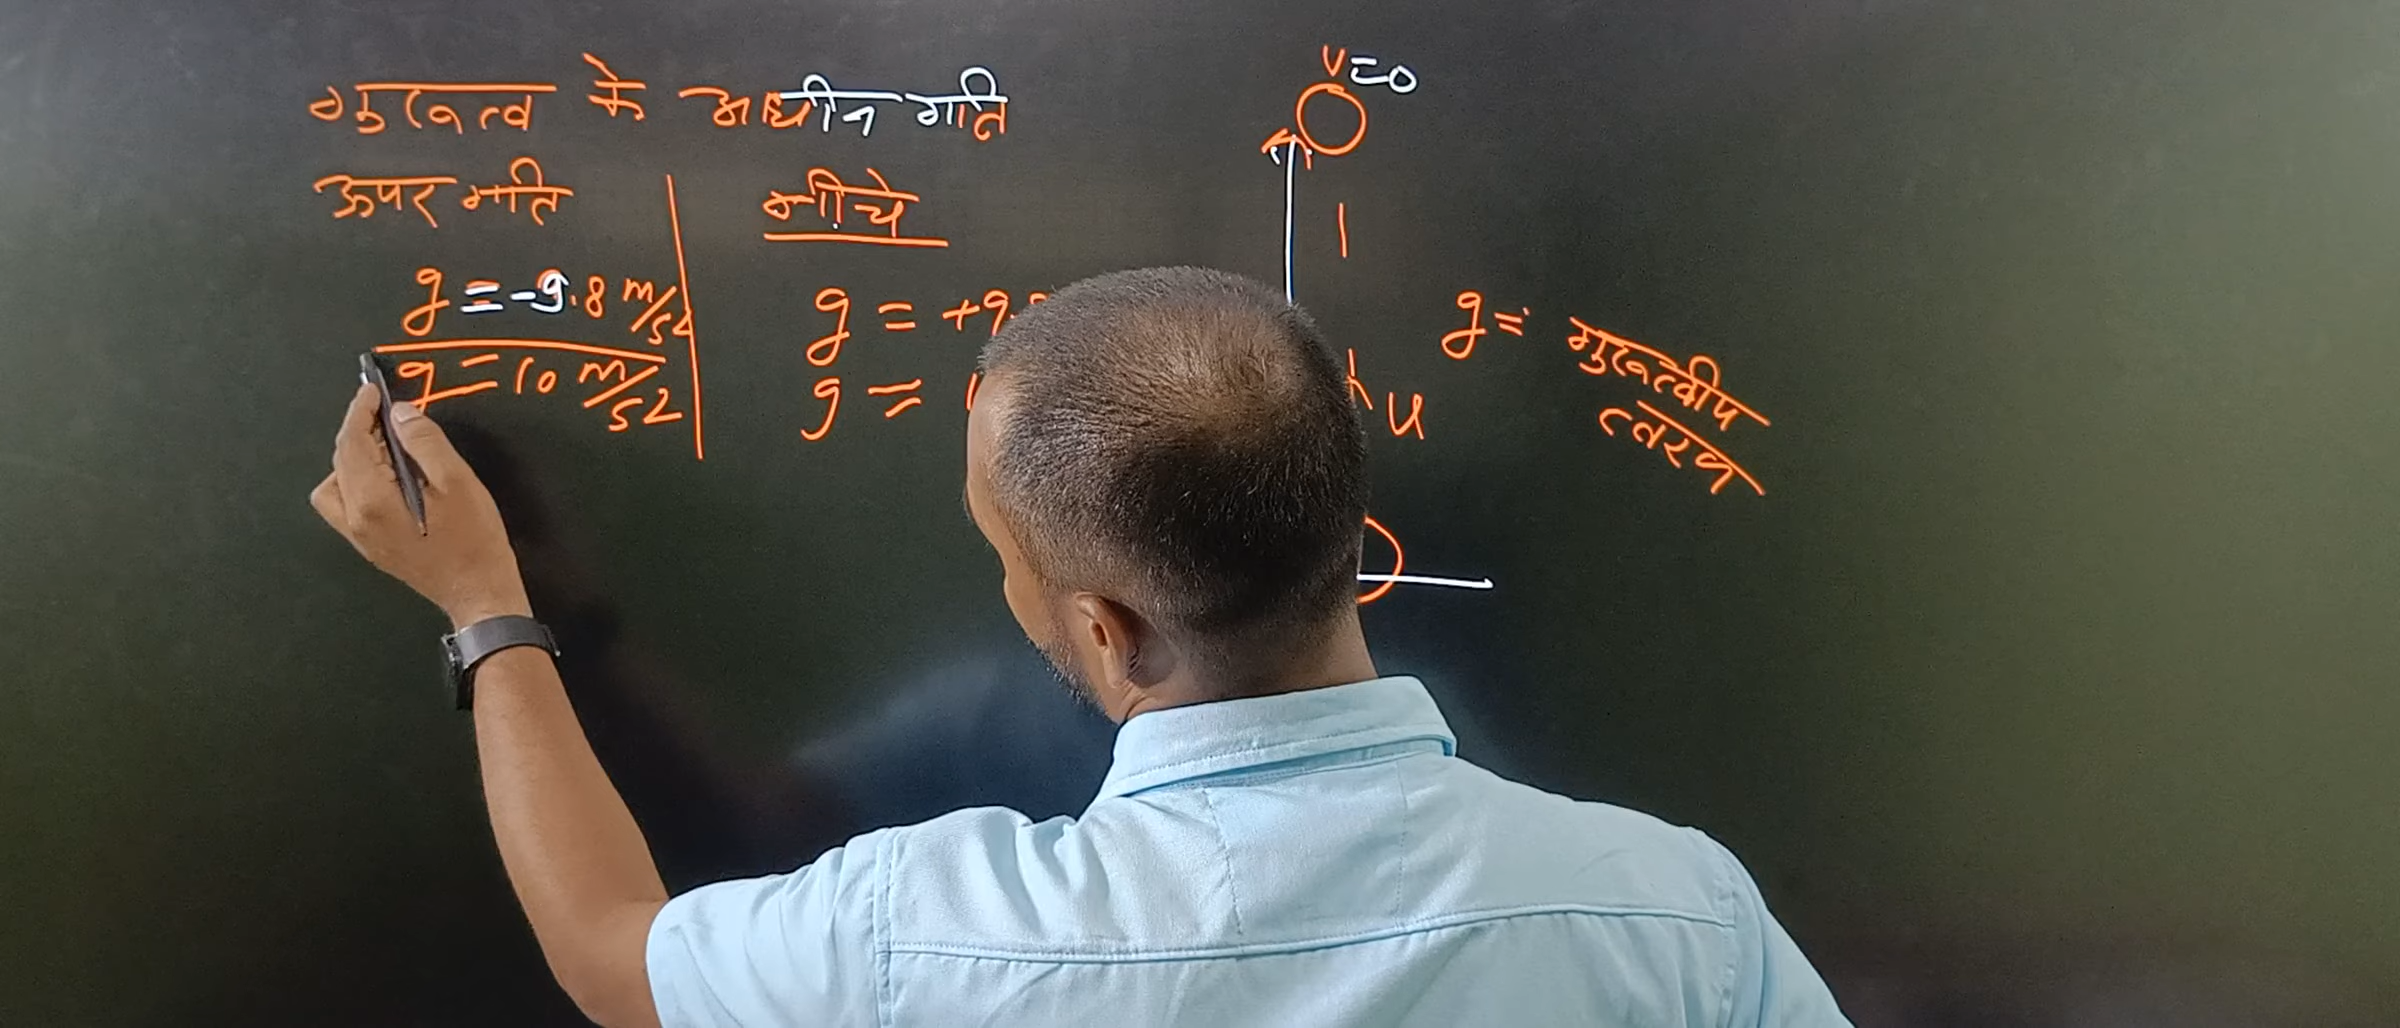 गुरुत्व के अधीन गति
ऊपर गति
नीचे
g = -9.8 m/s2
g = 10 m/s2
g = +9.
g =
v=0
h
u
g = गुरुत्वीय
त्वरण